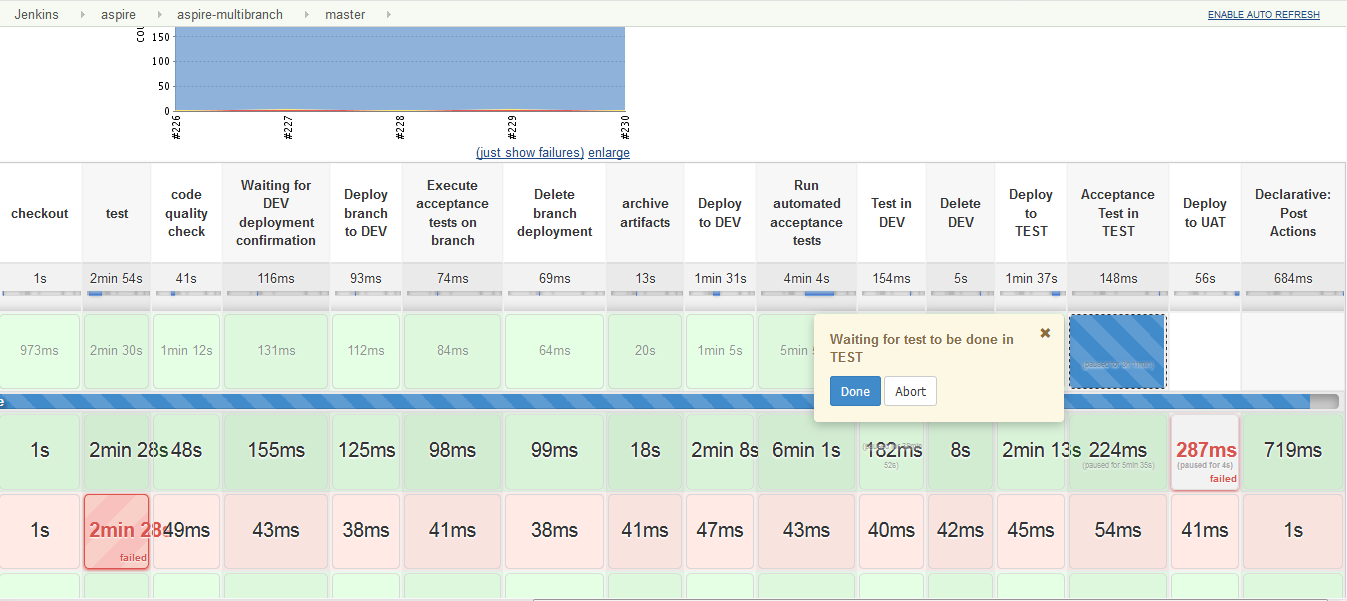 Jenkins aspire aspire-multibranch master ENABLE AUTO REFRESH
150
100
50
0
#226 #227 #228 #229 #230
(just show failures) enlarge
checkout
test
code
quality
check
Waiting for
DEV
deployment
confirmation
Deploy
branch
to DEV
Execute
acceptance
tests on
branch
Delete
branch
deployment
archive
artifacts
Deploy
to DEV
Run
automated
acceptance
tests
Test in
DEV
Delete
DEV
Deploy
to
TEST
Acceptance
Test in
TEST
Deploy
to UAT
Declarative:
Post
Actions
1s 2min 54s 41s 116ms 93ms 74ms 69ms 13s 1min 31s 4min 4s 154ms 5s 1min 37s 148ms 56s 684ms
973ms 2min 30s 1min 12s 131ms 112ms 84ms 64ms 20s 1min 5s 5min
Waiting for test to be done in
TEST
Done Abort
1s 2min 28s 48s 155ms 125ms 98ms 99ms 18s 2min 8s 6min 1s 182ms 8s 2min 13s 224ms 287ms 719ms
52s)
(paused for 5min 35s)
(paused for 4s)
failed
1s 2min 28s 49ms 43ms 38ms 41ms 38ms 41ms 47ms 43ms 40ms 42ms 45ms 54ms 41ms 1s
failed